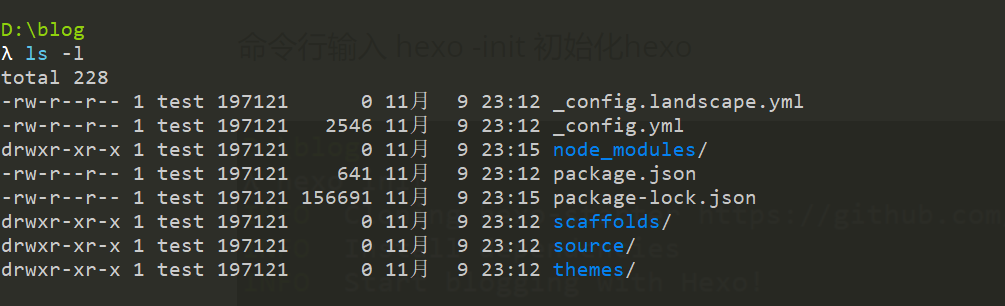 D:\blog
λ ls -l
total 228
-rw-r--r-- 1 test 197121      0 11月  9 23:12 _config.landscape.yml
-rw-r--r-- 1 test 197121   2546 11月  9 23:12 _config.yml
drwxr-xr-x 1 test 197121      0 11月  9 23:15 node_modules/
-rw-r--r-- 1 test 197121    641 11月  9 23:12 package.json
-rw-r--r-- 1 test 197121 156691 11月  9 23:15 package-lock.json
drwxr-xr-x 1 test 197121      0 11月  9 23:12 scaffolds/
drwxr-xr-x 1 test 197121      0 11月  9 23:12 source/
drwxr-xr-x 1 test 197121      0 11月  9 23:12 themes/
命令行输入 hexo -init 初始化hexo
https://github.com
Start blogging with Hexo!